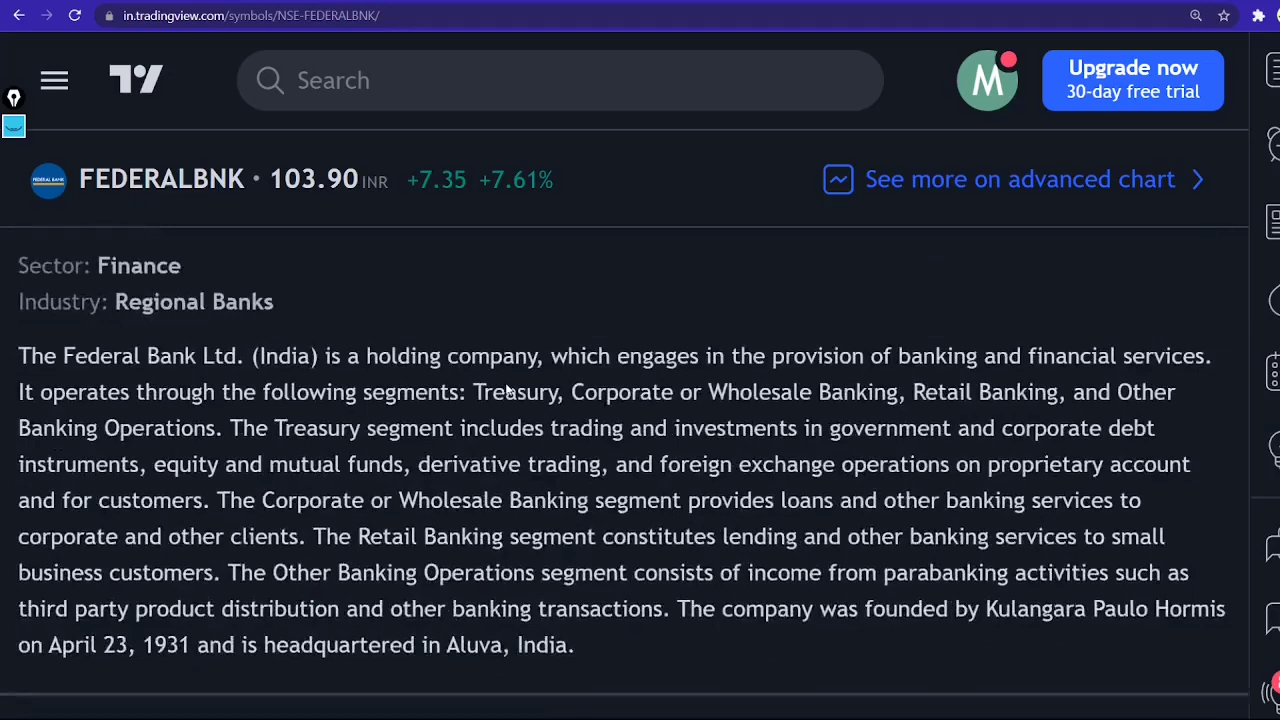 in.tradingview.com/symbols/NSE-FEDERALBNK/
Search
M
Upgrade now
30-day free trial
FEDERAL BANK
FEDERALBNK • 103.90 INR +7.35 +7.61%
See more on advanced chart
Sector: Finance
Industry: Regional Banks
The Federal Bank Ltd. (India) is a holding company, which engages in the provision of banking and financial services.
It operates through the following segments: Treasury, Corporate or Wholesale Banking, Retail Banking, and Other
Banking Operations. The Treasury segment includes trading and investments in government and corporate debt
instruments, equity and mutual funds, derivative trading, and foreign exchange operations on proprietary account
and for customers. The Corporate or Wholesale Banking segment provides loans and other banking services to
corporate and other clients. The Retail Banking segment constitutes lending and other banking services to small
business customers. The Other Banking Operations segment consists of income from parabanking activities such as
third party product distribution and other banking transactions. The company was founded by Kulangara Paulo Hormis
on April 23, 1931 and is headquartered in Aluva, India.